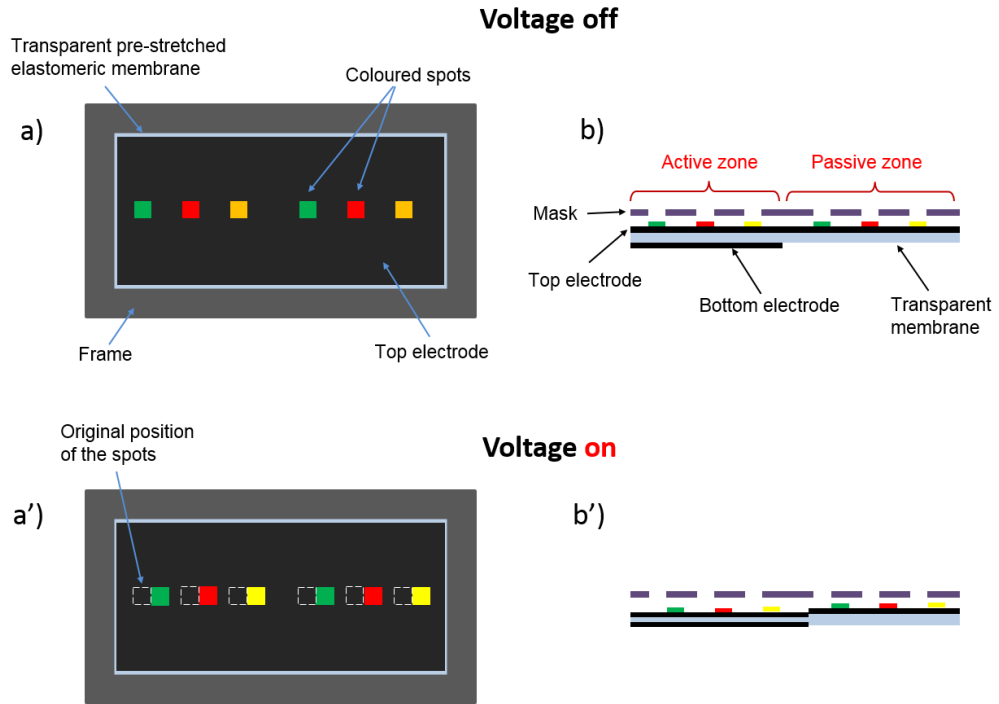 Voltage off
Transparent pre-stretched
elastomeric membrane
Coloured spots
a)
Frame
Top electrode
b)
Active zone
Passive zone
Mask
Top electrode
Bottom electrode
Transparent
membrane
Voltage on
Original position
of the spots
a’)
b’)